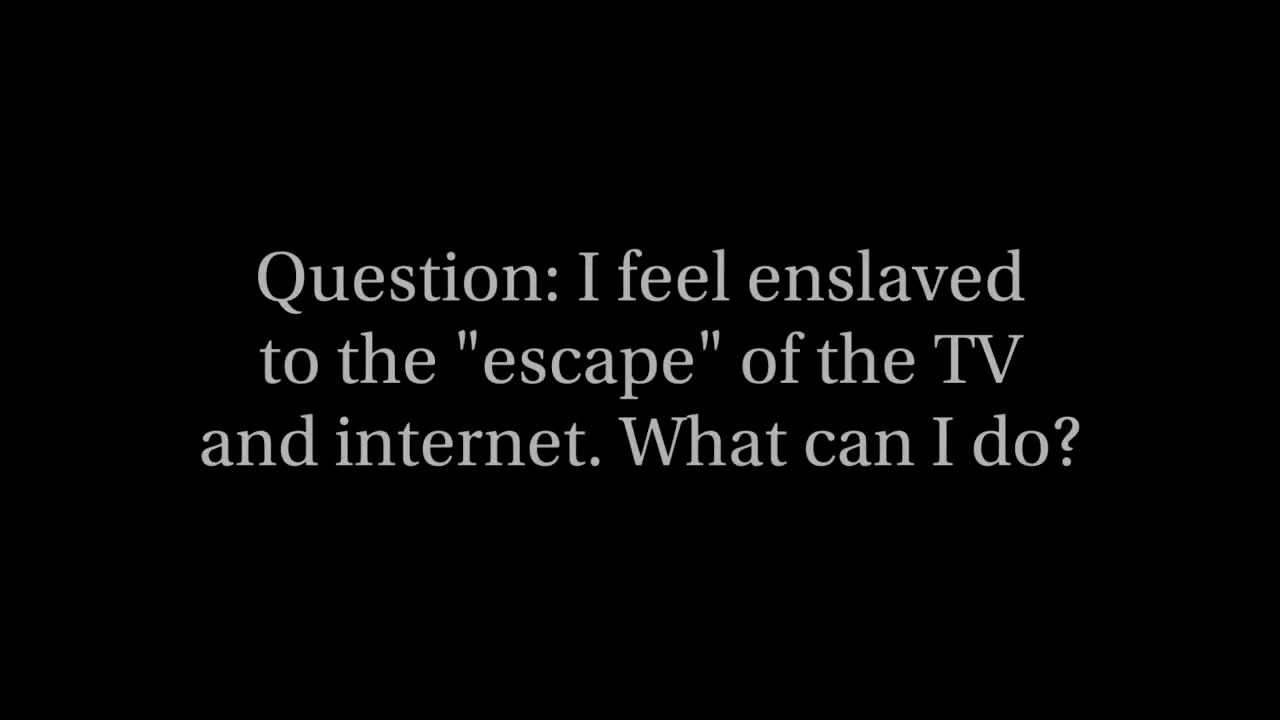 Question: I feel enslaved
to the "escape" of the TV
and internet. What can I do?